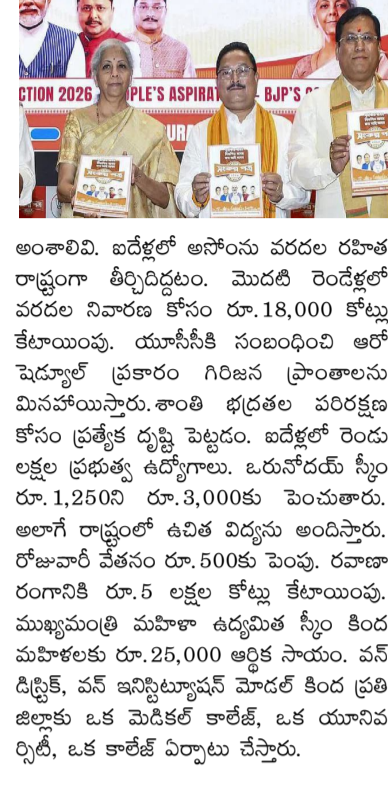 CTION 2026
PLE'S ASPIRAT
BJP'S
అంశాలివి. ఐదేళ్లలో అసోంను వరదల రహిత
రాష్ట్రంగా తీర్చిదిద్దటం. మొదటి రెండేళ్లలో
వరదల నివారణ కోసం రూ.18,000 కోట్లు
కేటాయింపు. యూసీసీకి సంబంధించి ఆరో
షెడ్యూల్ ప్రకారం గిరిజన ప్రాంతాలను
మినహాయిస్తారు.శాంతి భద్రతల పరిరక్షణ
కోసం ప్రత్యేక దృష్టి పెట్టడం. ఐదేళ్లలో రెండు
లక్షల ప్రభుత్వ ఉద్యోగాలు. ఒరునోదయ్ స్కీం
రూ.1,250ని రూ.3,000కు పెంచుతారు.
అలాగే రాష్ట్రంలో ఉచిత విద్యను అందిస్తారు.
రోజువారీ వేతనం రూ.500కు పెంపు. రవాణా
రంగానికి రూ.5 లక్షల కోట్లు కేటాయింపు.
ముఖ్యమంత్రి మహిళా ఉద్యమిత స్కీం కింద
మహిళలకు రూ.25,000 ఆర్థిక సాయం. వన్
డిస్ట్రిక్, వన్ ఇనిస్టిట్యూషన్ మోడల్ కింద ప్రతి
జిల్లాకు ఒక మెడికల్ కాలేజ్, ఒక యూనివ
ర్సిటీ, ఒక కాలేజ్ ఏర్పాటు చేస్తారు.